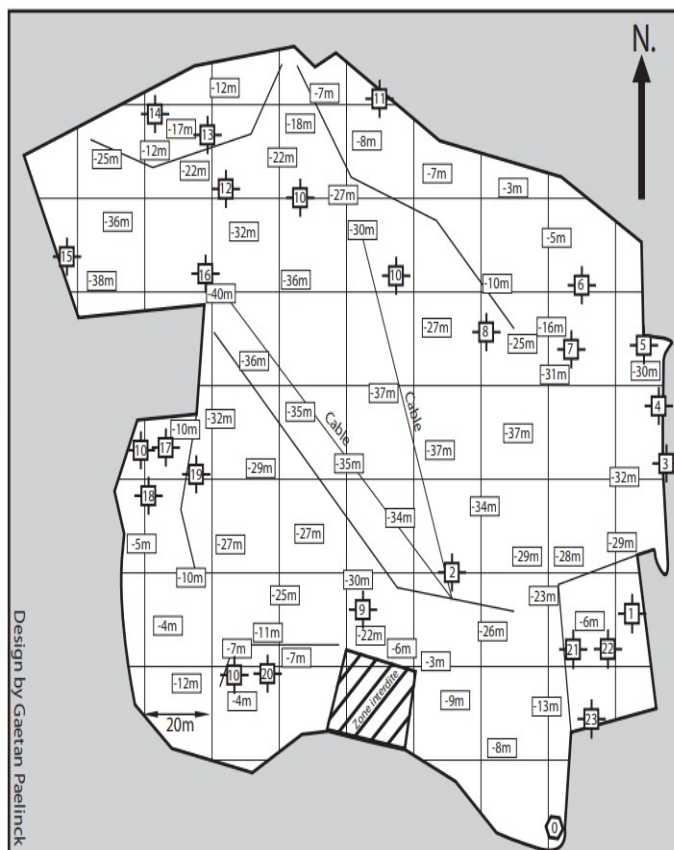 N.
-12m
-7m
11
14
-17m
13
-18m
-8m
-12m
-25m
-22m
-22m
-7m
12
10
-27m
-3m
-36m
-32m
-30m
-5m
15
16
-36m
10
-10m
6
-38m
-40m
-27m
8
-16m
-25m
7
5
-36m
-31m
-30m
-37m
4
-32m
-35m
Cable
Cable
-10m
-37m
-37m
10
17
-29m
-35m
3
19
-32m
18
-34m
-34m
-5m
-27m
-27m
-29m
-28m
-29m
-10m
-30m
2
-25m
-23m
9
1
-4m
-11m
-22m
-26m
-6m
-7m
-7m
-6m
-3m
21
22
10
20
-12m
-4m
Zone interdite
-9m
-13m
23
20m
-8m
0
Design by Gaetan Paelinck